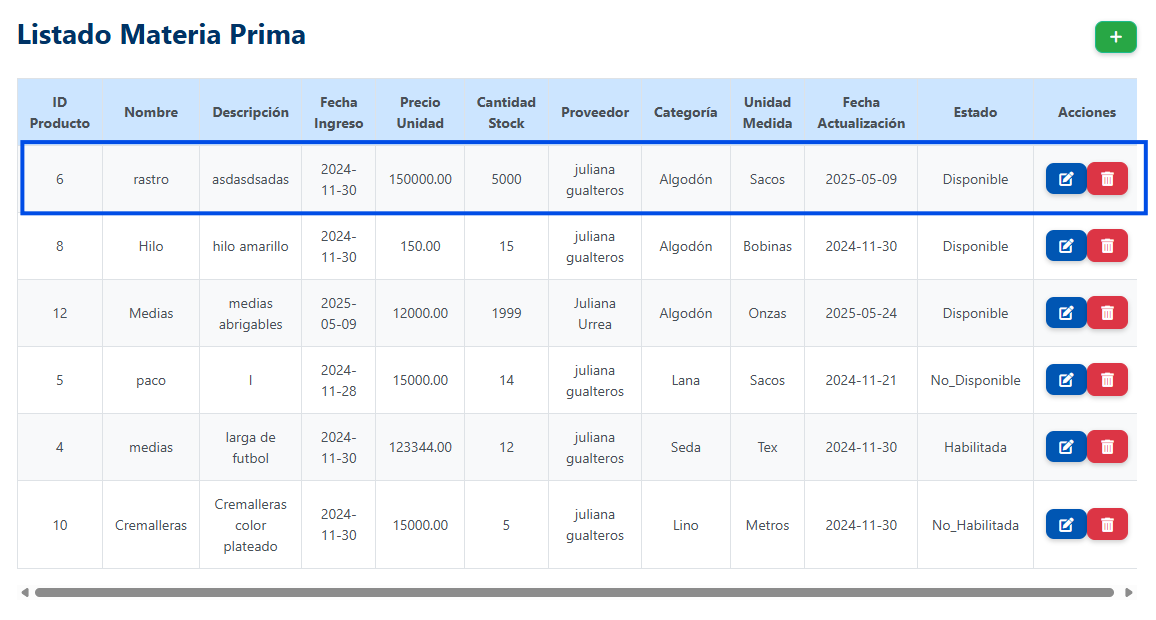 Listado Materia Prima
+
ID Producto Nombre Descripción Fecha Ingreso Precio Unidad Cantidad Stock Proveedor Categoría Unidad Medida Fecha Actualización Estado Acciones
6 rastro asdasdsadas 2024-11-30 150000.00 5000 juliana gualteros Algodón Sacos 2025-05-09 Disponible
8 Hilo hilo amarillo 2024-11-30 150.00 15 juliana gualteros Algodón Bobinas 2024-11-30 Disponible
12 Medias medias abrigables 2025-05-09 12000.00 1999 Juliana Urrea Algodón Onzas 2025-05-24 Disponible
5 paco l 2024-11-28 15000.00 14 juliana gualteros Lana Sacos 2024-11-21 No_Disponible
4 medias larga de futbol 2024-11-30 123344.00 12 juliana gualteros Seda Tex 2024-11-30 Habilitada
10 Cremalleras Cremalleras color plateado 2024-11-30 15000.00 5 juliana gualteros Lino Metros 2024-11-30 No_Habilitada